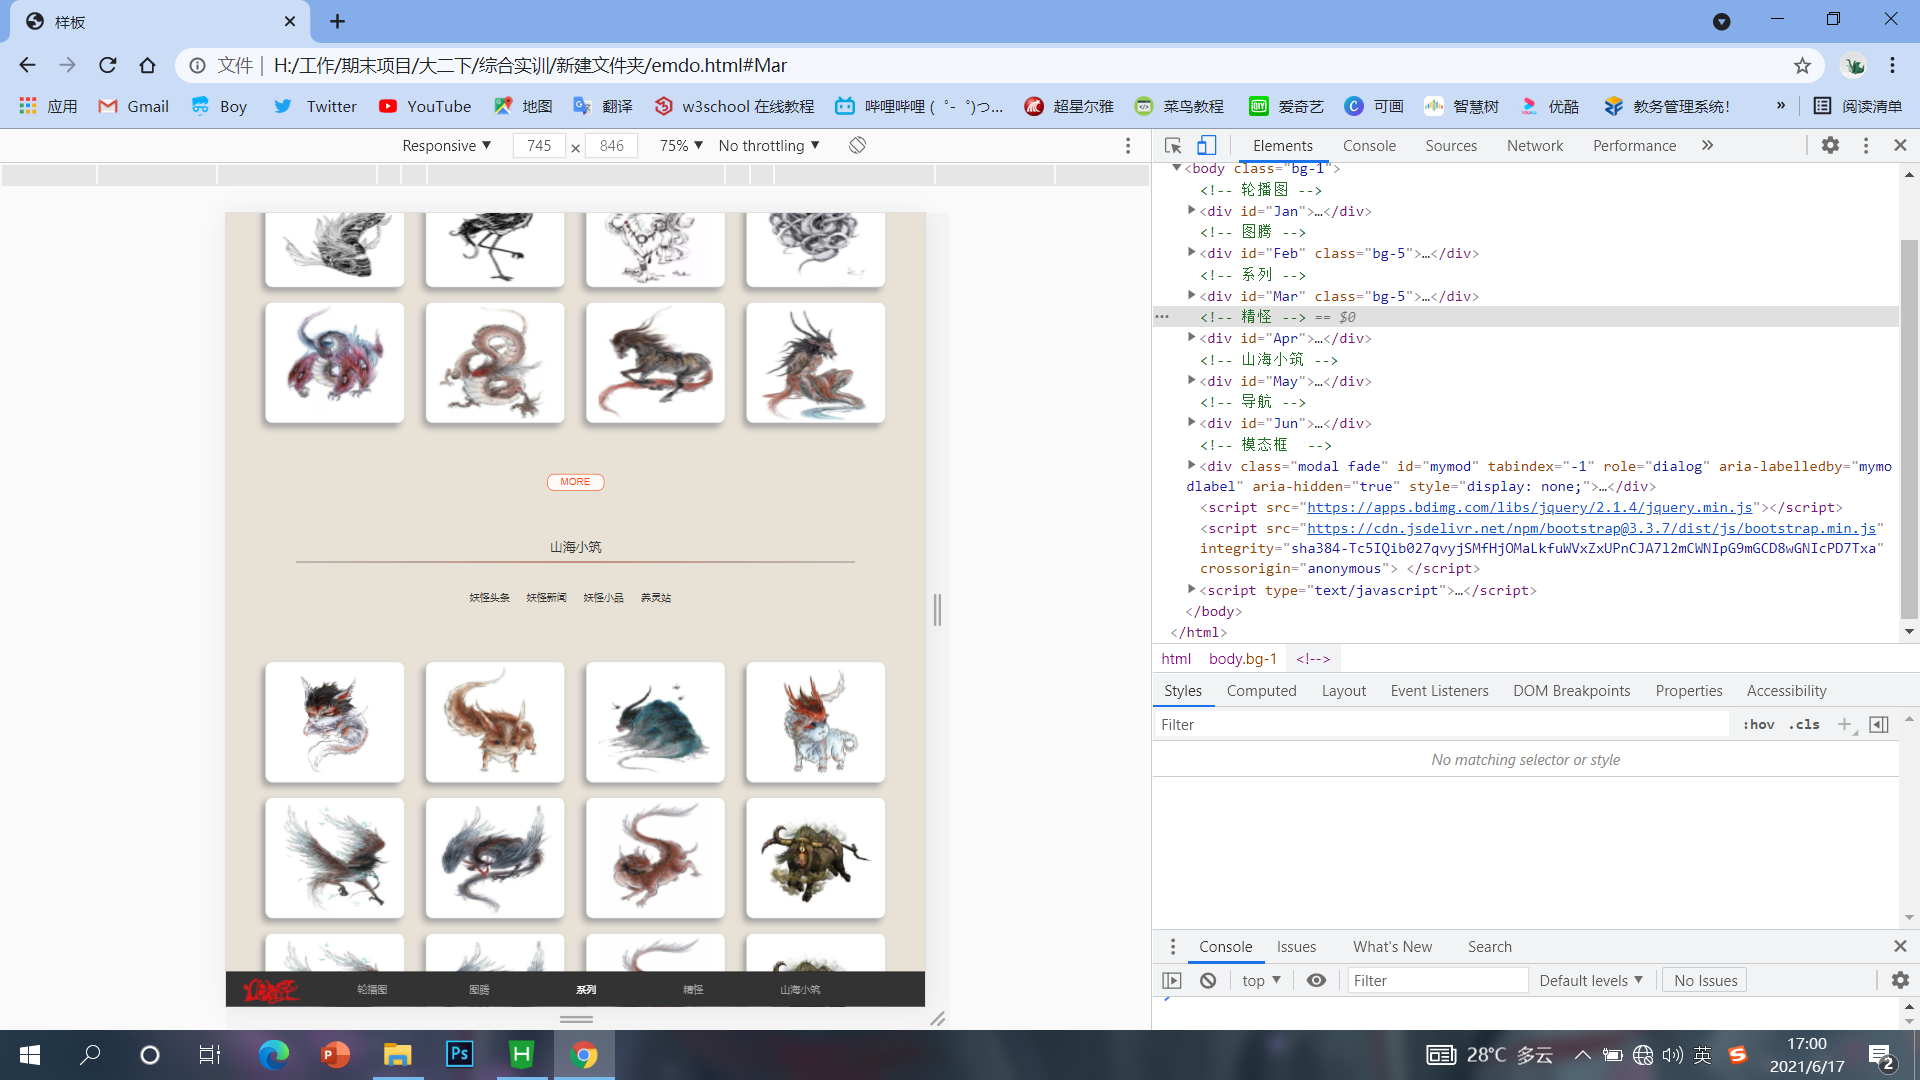 样板
文件 | H:/工作/期末项目/大二下/综合实训/新建文件夹/emdo.html#Mar
应用 Gmail Boy Twitter YouTube 地图 翻译 w3school 在线教程 哔哩哔哩 ( ゜- ゜)つ... 超星尔雅 菜鸟教程 爱奇艺 可画 智慧树 优酷 教务管理系统! » 阅读清单
Responsive ▼ 745 × 846 75% ▼ No throttling ▼
MORE
山海小筑
妖怪头条 妖怪新闻 妖怪小品 养灵站
轮播图 图腾 系列 精怪 山海小筑
Elements Console Sources Network Performance »
▼<body class="bg-1">
<!-- 轮播图 -->
▶<div id="Jan">…</div>
<!-- 图腾 -->
▶<div id="Feb" class="bg-5">…</div>
<!-- 系列 -->
▶<div id="Mar" class="bg-5">…</div>
<!-- 精怪 --> == $0
▶<div id="Apr">…</div>
<!-- 山海小筑 -->
▶<div id="May">…</div>
<!-- 导航 -->
▶<div id="Jun">…</div>
<!-- 模态框  -->
▶<div class="modal fade" id="mymod" tabindex="-1" role="dialog" aria-labelledby="mymo
dlabel" aria-hidden="true" style="display: none;">…</div>
<script src="https://apps.bdimg.com/libs/jquery/2.1.4/jquery.min.js"></script>
<script src="https://cdn.jsdelivr.net/npm/bootstrap@3.3.7/dist/js/bootstrap.min.js"
integrity="sha384-Tc5IQib027qvyjSMfHjOMaLkfuWVxZxUPnCJA7l2mCWNIpG9mGCD8wGNIcPD7Txa"
crossorigin="anonymous"> </script>
▶<script type="text/javascript">…</script>
</body>
</html>
html body.bg-1 <!-->
Styles Computed Layout Event Listeners DOM Breakpoints Properties Accessibility
Filter :hov .cls +
No matching selector or style
Console Issues What's New Search
top ▼ Filter Default levels ▼ No Issues
28°C 多云 英 17:00
2021/6/17 2